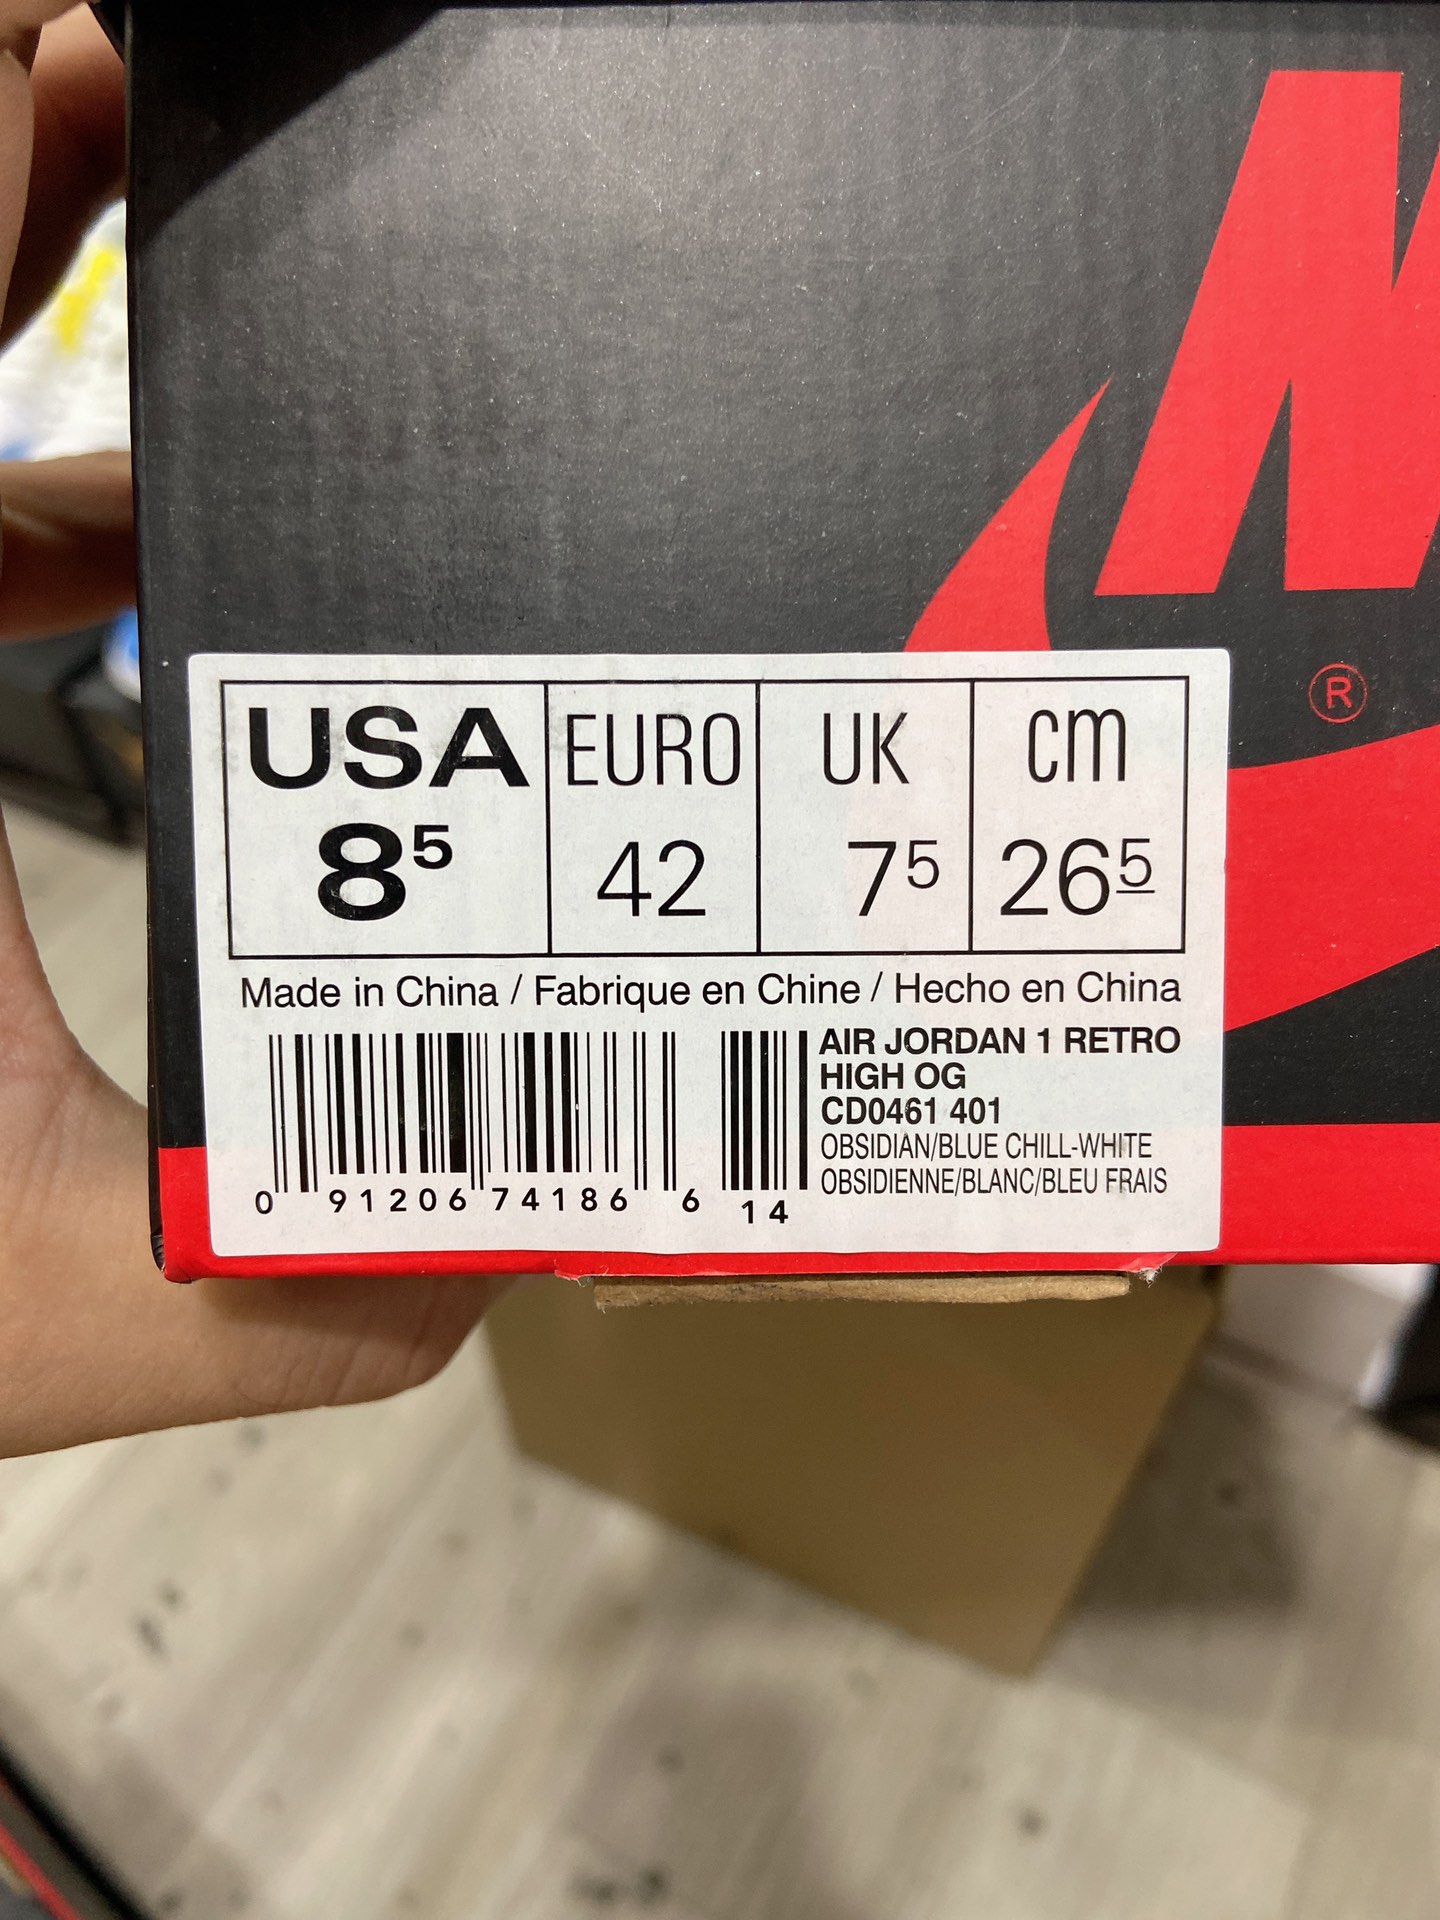 ®
USA EURO UK cm
8⁵ 42 7⁵ 26⁵
Made in China / Fabrique en Chine / Hecho en China
AIR JORDAN 1 RETRO
HIGH OG
CD0461 401
OBSIDIAN/BLUE CHILL-WHITE
OBSIDIENNE/BLANC/BLEU FRAIS
0 91206 74186 6 14